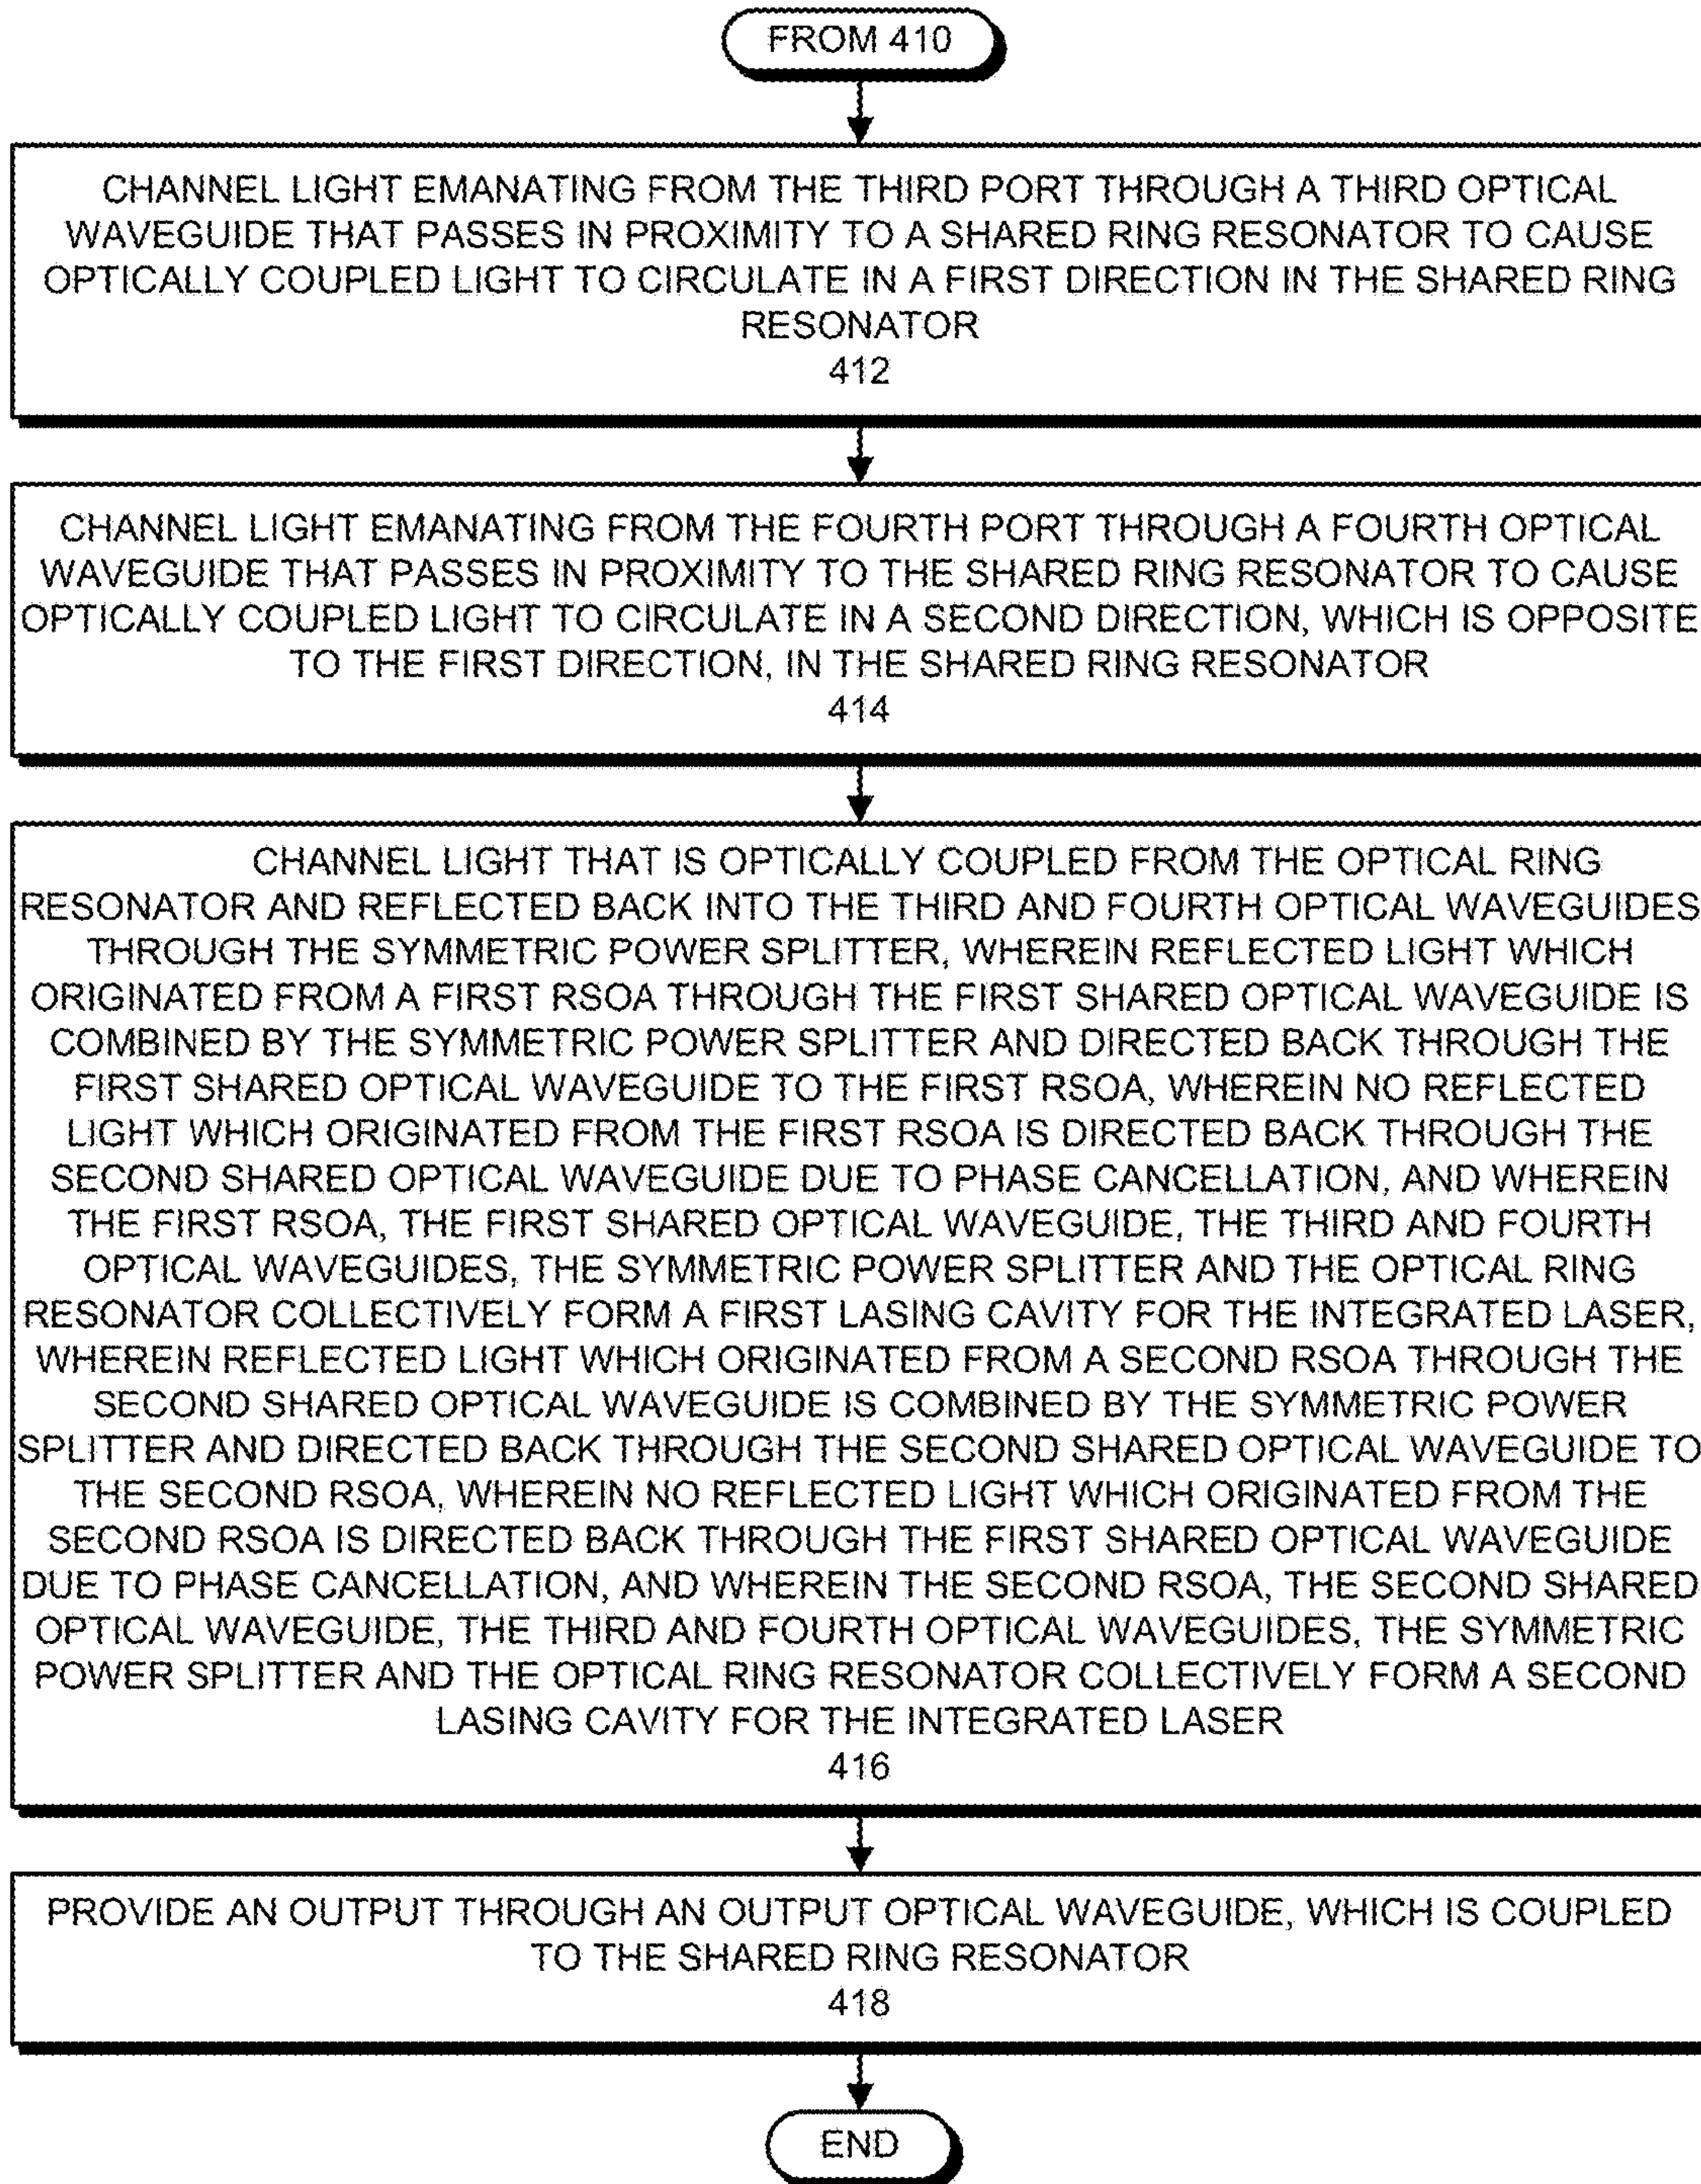 FROM 410
CHANNEL LIGHT EMANATING FROM THE THIRD PORT THROUGH A THIRD OPTICAL
WAVEGUIDE THAT PASSES IN PROXIMITY TO A SHARED RING RESONATOR TO CAUSE
OPTICALLY COUPLED LIGHT TO CIRCULATE IN A FIRST DIRECTION IN THE SHARED RING
RESONATOR
412
CHANNEL LIGHT EMANATING FROM THE FOURTH PORT THROUGH A FOURTH OPTICAL
WAVEGUIDE THAT PASSES IN PROXIMITY TO THE SHARED RING RESONATOR TO CAUSE
OPTICALLY COUPLED LIGHT TO CIRCULATE IN A SECOND DIRECTION, WHICH IS OPPOSITE
TO THE FIRST DIRECTION, IN THE SHARED RING RESONATOR
414
CHANNEL LIGHT THAT IS OPTICALLY COUPLED FROM THE OPTICAL RING
RESONATOR AND REFLECTED BACK INTO THE THIRD AND FOURTH OPTICAL WAVEGUIDES
THROUGH THE SYMMETRIC POWER SPLITTER, WHEREIN REFLECTED LIGHT WHICH
ORIGINATED FROM A FIRST RSOA THROUGH THE FIRST SHARED OPTICAL WAVEGUIDE IS
COMBINED BY THE SYMMETRIC POWER SPLITTER AND DIRECTED BACK THROUGH THE
FIRST SHARED OPTICAL WAVEGUIDE TO THE FIRST RSOA, WHEREIN NO REFLECTED
LIGHT WHICH ORIGINATED FROM THE FIRST RSOA IS DIRECTED BACK THROUGH THE
SECOND SHARED OPTICAL WAVEGUIDE DUE TO PHASE CANCELLATION, AND WHEREIN
THE FIRST RSOA, THE FIRST SHARED OPTICAL WAVEGUIDE, THE THIRD AND FOURTH
OPTICAL WAVEGUIDES, THE SYMMETRIC POWER SPLITTER AND THE OPTICAL RING
RESONATOR COLLECTIVELY FORM A FIRST LASING CAVITY FOR THE INTEGRATED LASER,
WHEREIN REFLECTED LIGHT WHICH ORIGINATED FROM A SECOND RSOA THROUGH THE
SECOND SHARED OPTICAL WAVEGUIDE IS COMBINED BY THE SYMMETRIC POWER
SPLITTER AND DIRECTED BACK THROUGH THE SECOND SHARED OPTICAL WAVEGUIDE TO
THE SECOND RSOA, WHEREIN NO REFLECTED LIGHT WHICH ORIGINATED FROM THE
SECOND RSOA IS DIRECTED BACK THROUGH THE FIRST SHARED OPTICAL WAVEGUIDE
DUE TO PHASE CANCELLATION, AND WHEREIN THE SECOND RSOA, THE SECOND SHARED
OPTICAL WAVEGUIDE, THE THIRD AND FOURTH OPTICAL WAVEGUIDES, THE SYMMETRIC
POWER SPLITTER AND THE OPTICAL RING RESONATOR COLLECTIVELY FORM A SECOND
LASING CAVITY FOR THE INTEGRATED LASER
416
PROVIDE AN OUTPUT THROUGH AN OUTPUT OPTICAL WAVEGUIDE, WHICH IS COUPLED
TO THE SHARED RING RESONATOR
418
END